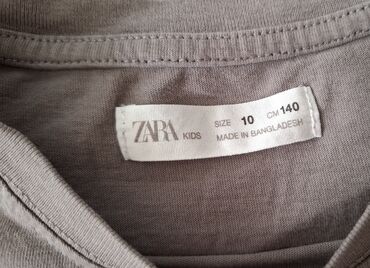 ZARA KIDS SIZE 10 CM 140
MADE IN BANGLADESH